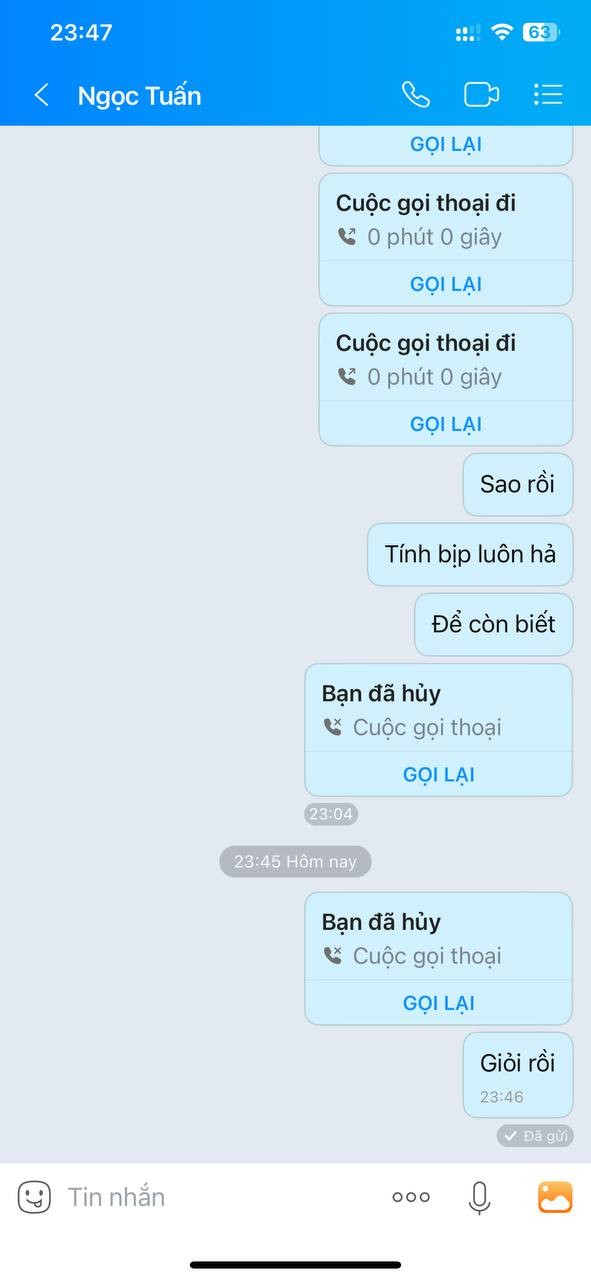 23:47
63
Ngọc Tuấn
GỌI LẠI
Cuộc gọi thoại đi
0 phút 0 giây
GỌI LẠI
Cuộc gọi thoại đi
0 phút 0 giây
GỌI LẠI
Sao rồi
Tính bịp luôn hả
Để còn biết
Bạn đã hủy
Cuộc gọi thoại
GỌI LẠI
23:04
23:45 Hôm nay
Bạn đã hủy
Cuộc gọi thoại
GỌI LẠI
Giỏi rồi
23:46
Đã gửi
Tin nhắn